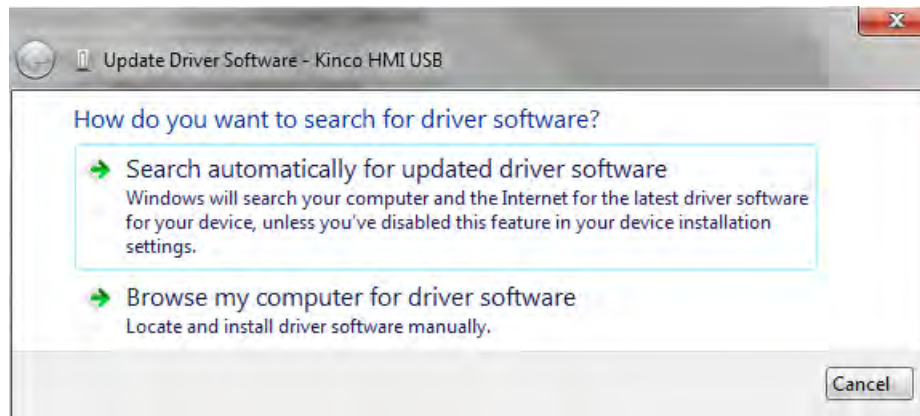 Update Driver Software - Kinco HMI USB
How do you want to search for driver software?
Search automatically for updated driver software
Windows will search your computer and the Internet for the latest driver software
for your device, unless you've disabled this feature in your device installation
settings.
Browse my computer for driver software
Locate and install driver software manually.
Cancel